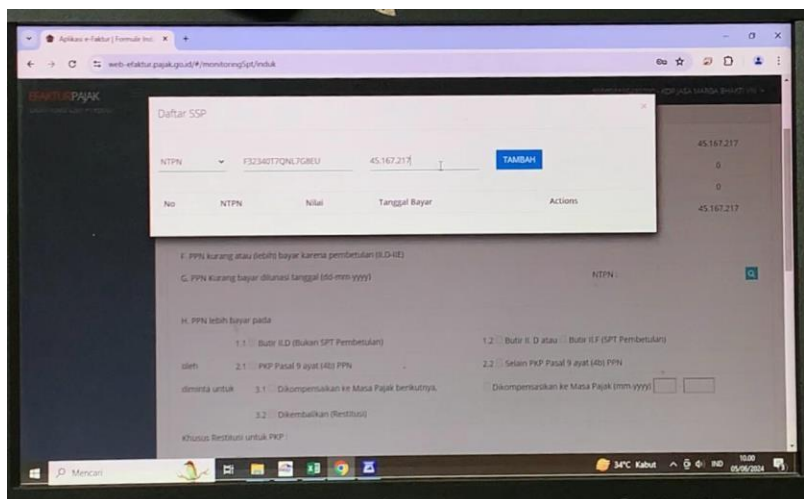 Aplikasi e-Faktur | Formulir Ind
web-efaktur.pajak.go.id/#/monitoringSpt/induk
EFAKTURPAJAK
Daftar SSP
×
NTPN F32340T7QNL7G8EU 45.167.217 TAMBAH
No NTPN Nilai Tanggal Bayar Actions
45.167.217
0
0
45.167.217
F. PPN kurang atau (lebih) bayar karena pembetulan (II.D-II.E)
G. PPN Kurang bayar dilunasi tanggal (dd-mm-yyyy) NTPN :
H. PPN lebih bayar pada
1.1 Butir II.D (Bukan SPT Pembetulan) 1.2 Butir II. D atau Butir II.F (SPT Pembetulan)
oleh 2.1 PKP Pasal 9 ayat (4b) PPN 2.2 Selain PKP Pasal 9 ayat (4b) PPN
diminta untuk 3.1 Dikompensasikan ke Masa Pajak berikutnya, Dikompensasikan ke Masa Pajak (mm-yyyy)
3.2 Dikembalikan (Restitusi)
Khusus Restitusi untuk PKP :
Mencari 34°C Kabut IND 10.00
05/06/2024